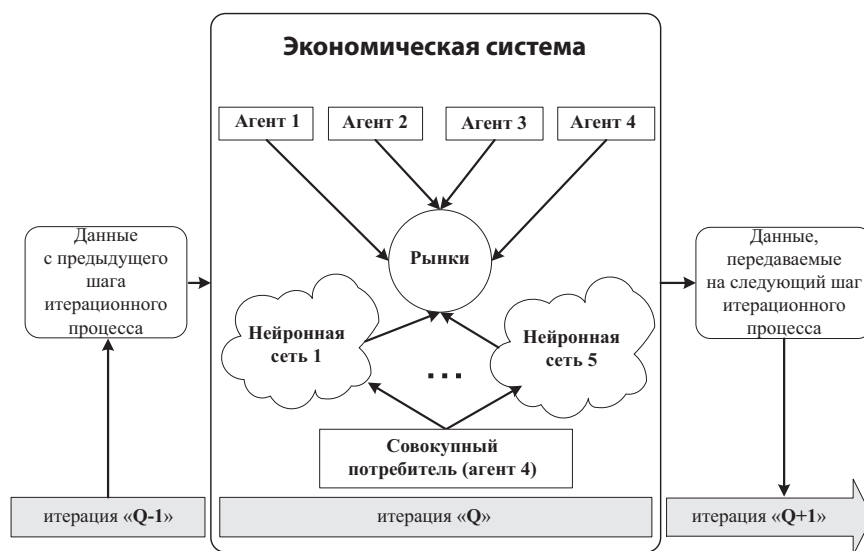 Экономическая система
Агент 1
Агент 2
Агент 3
Агент 4
Данные
с предыдущего
шага
итерационного
процесса
Рынки
Данные,
передаваемые
на следующий шаг
итерационного
процесса
Нейронная
сеть 1
...
Нейронная
сеть 5
Совокупный
потребитель (агент 4)
итерация «Q-1»
итерация «Q»
итерация «Q+1»